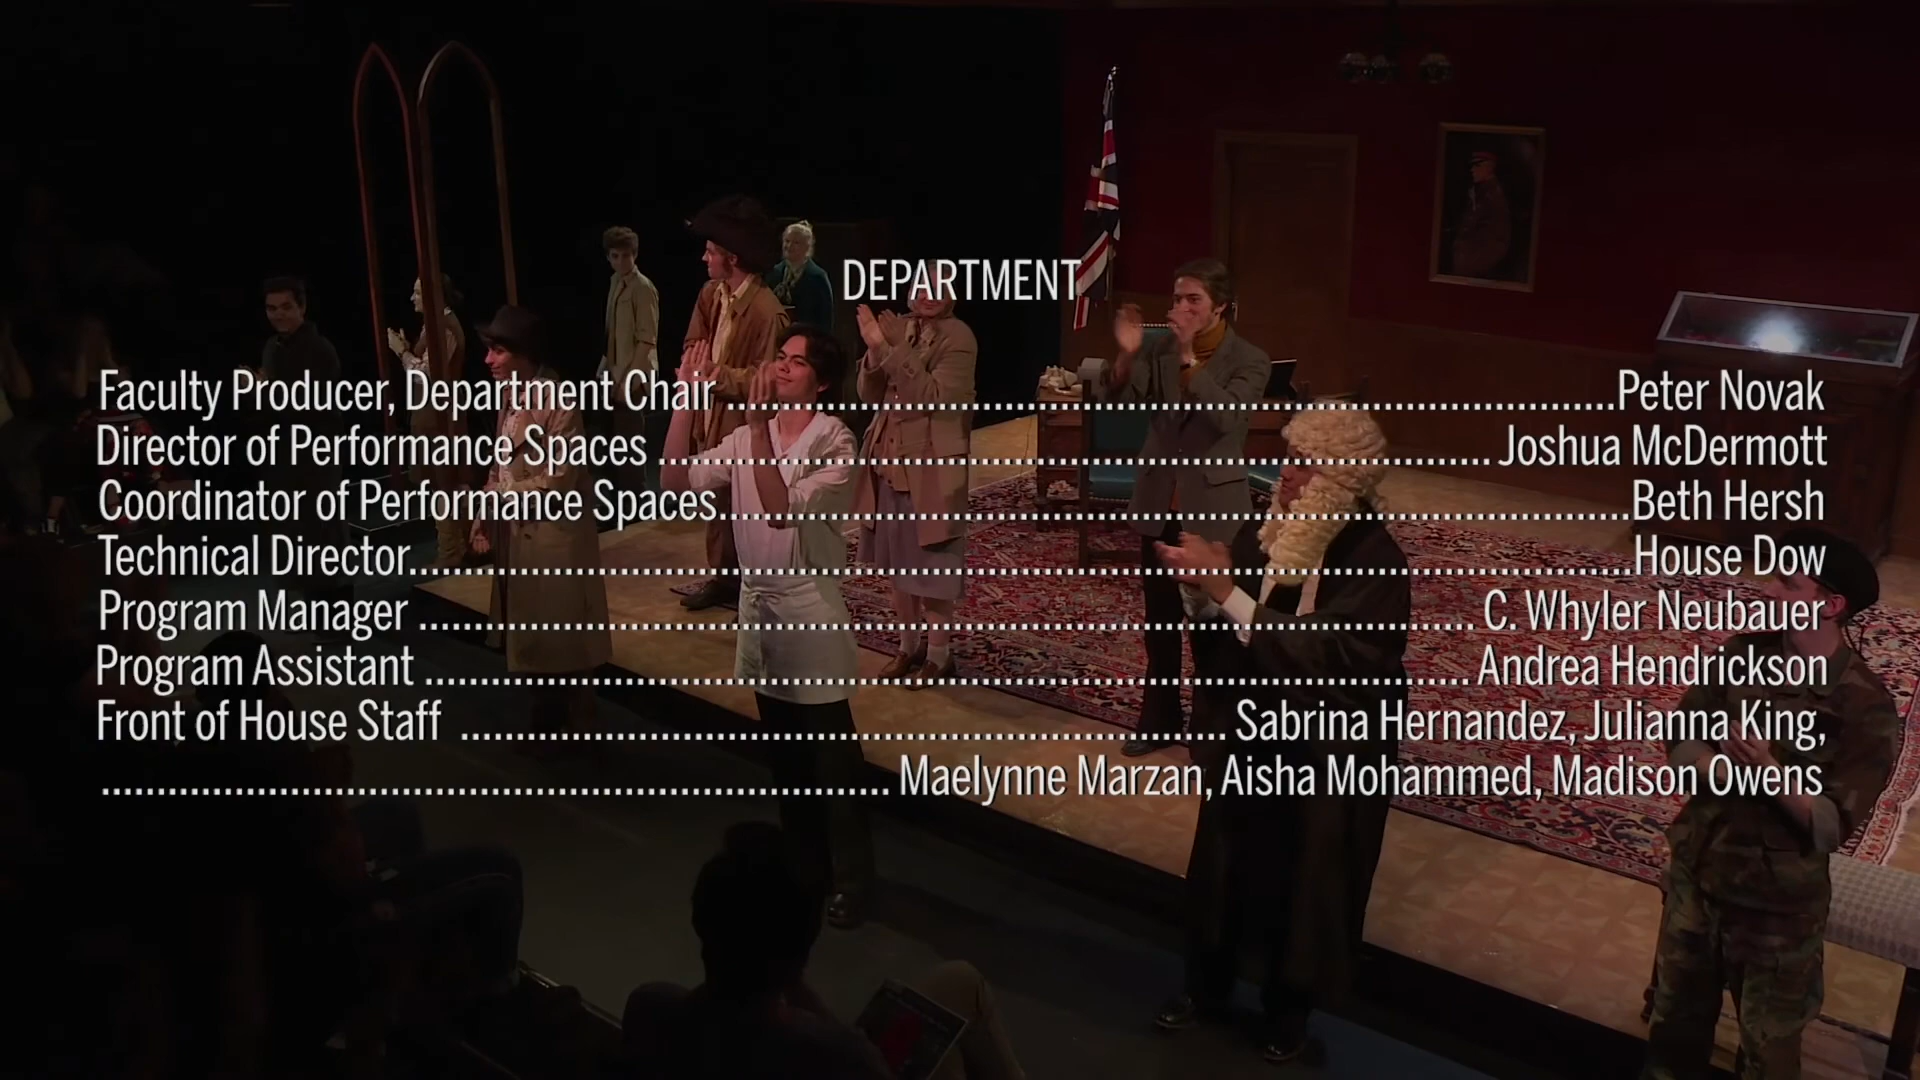 DEPARTMENT
Faculty Producer, Department Chair ........................................................................................Peter Novak
Director of Performance Spaces ................................................................................... Joshua McDermott
Coordinator of Performance Spaces...........................................................................................Beth Hersh
Technical Director..........................................................................................................................House Dow
Program Manager ......................................................................................................... C. Whyler Neubauer
Program Assistant ........................................................................................................ Andrea Hendrickson
Front of House Staff ............................................................................ Sabrina Hernandez, Julianna King,
............................................................................... Maelynne Marzan, Aisha Mohammed, Madison Owens